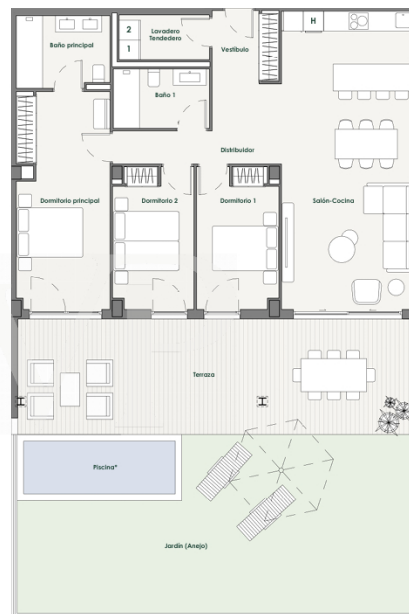 H
2
Lavadero
Tendedero
1
Vestíbulo
Baño principal
Baño 1
Distribuidor
Dormitorio principal
Dormitorio 2
Dormitorio 1
Salón-Cocina
Terraza
Piscina*
Jardín (Anejo)